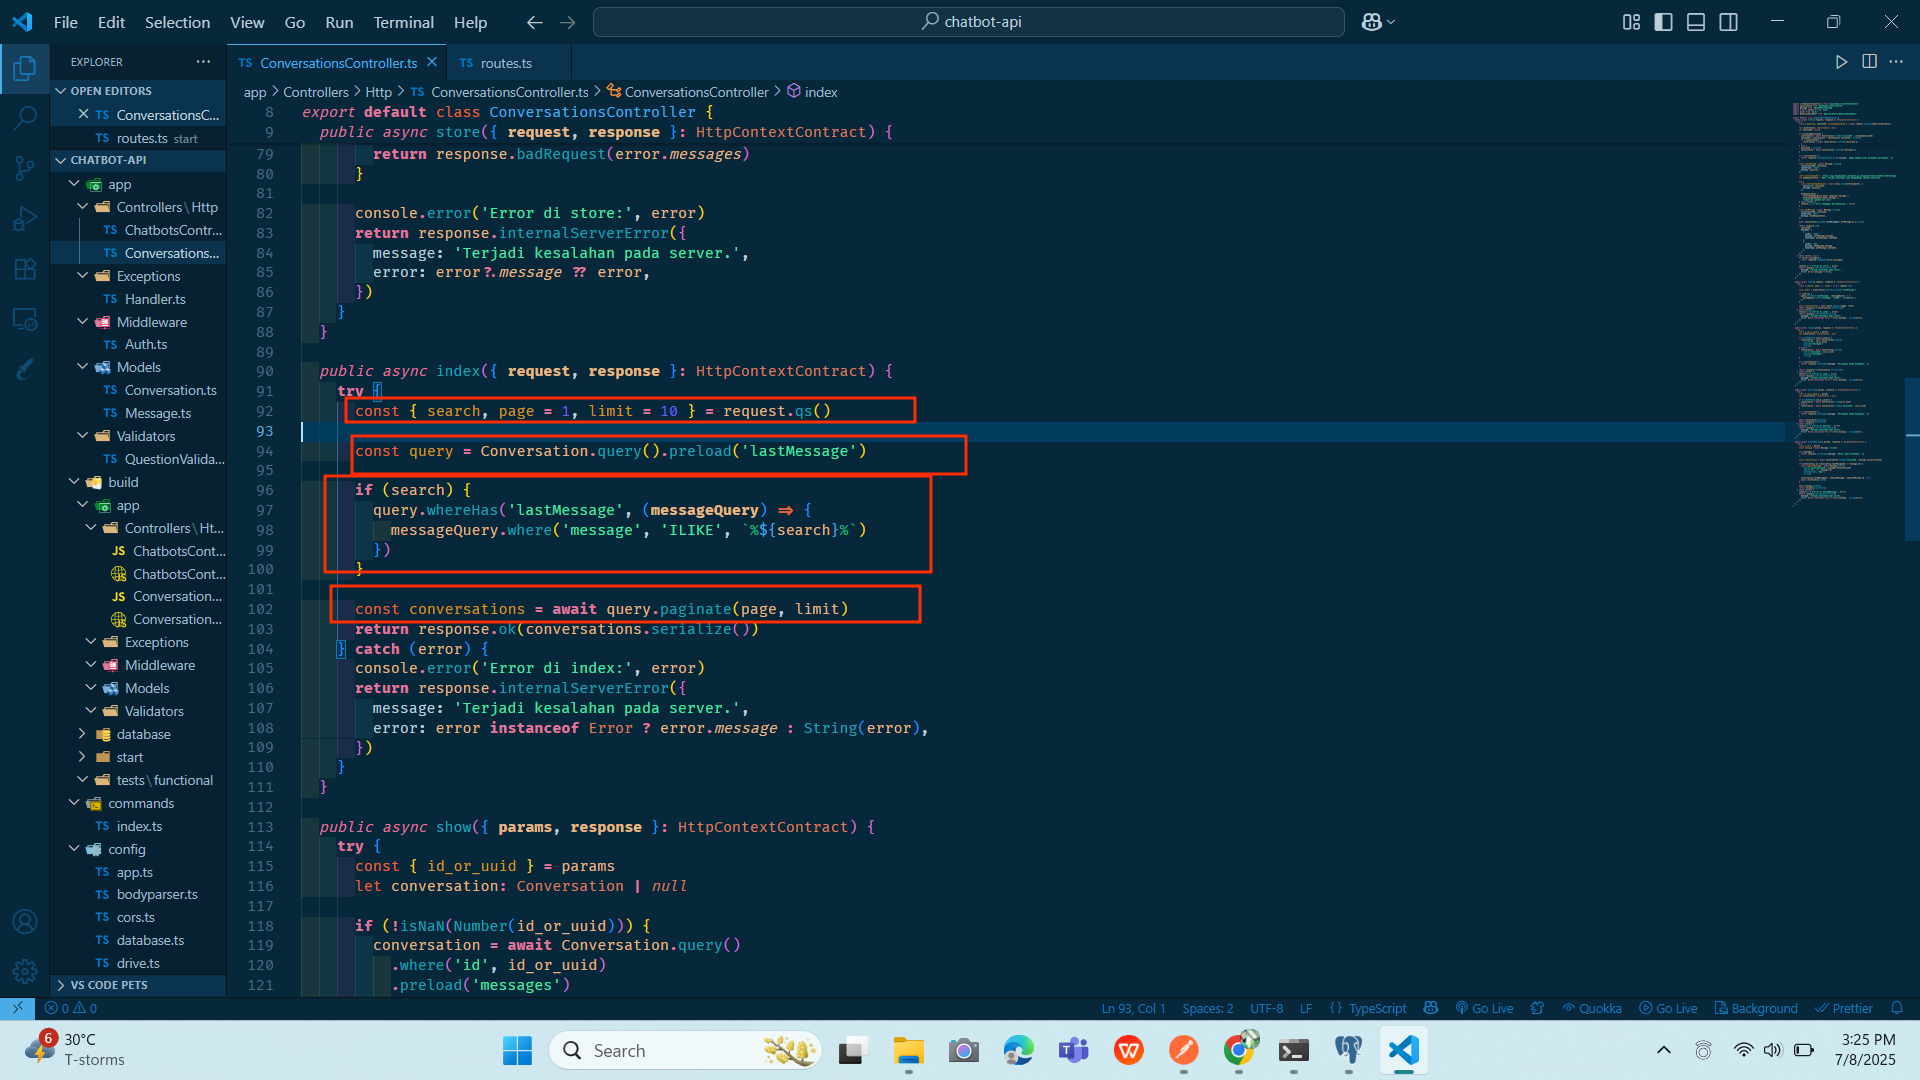 File Edit Selection View Go Run Terminal Help
chatbot-api
EXPLORER
OPEN EDITORS
TS ConversationsC...
TS routes.ts start
CHATBOT-API
app
Controllers\Http
TS ChatbotsContr...
TS Conversations...
Exceptions
TS Handler.ts
Middleware
TS Auth.ts
Models
TS Conversation.ts
TS Message.ts
Validators
TS QuestionValida...
build
app
Controllers\Ht...
JS ChatbotsCont...
ChatbotsCont...
JS Conversation...
Conversation...
Exceptions
Middleware
Models
Validators
database
start
tests\functional
commands
TS index.ts
config
TS app.ts
TS bodyparser.ts
TS cors.ts
TS database.ts
TS drive.ts
VS CODE PETS
TS ConversationsController.ts
TS routes.ts
app > Controllers > Http > TS ConversationsController.ts > ConversationsController > index
8 export default class ConversationsController {
9 public async store({ request, response }: HttpContextContract) {
79 return response.badRequest(error.messages)
80 }
81
82 console.error('Error di store:', error)
83 return response.internalServerError({
84 message: 'Terjadi kesalahan pada server.',
85 error: error?.message ?? error,
86 })
87 }
88 }
89
90 public async index({ request, response }: HttpContextContract) {
91 try {
92 const { search, page = 1, limit = 10 } = request.qs()
93
94 const query = Conversation.query().preload('lastMessage')
95
96 if (search) {
97 query.whereHas('lastMessage', (messageQuery) => {
98 messageQuery.where('message', 'ILIKE', `%${search}%`)
99 })
100 }
101
102 const conversations = await query.paginate(page, limit)
103 return response.ok(conversations.serialize())
104 } catch (error) {
105 console.error('Error di index:', error)
106 return response.internalServerError({
107 message: 'Terjadi kesalahan pada server.',
108 error: error instanceof Error ? error.message : String(error),
109 })
110 }
111 }
112
113 public async show({ params, response }: HttpContextContract) {
114 try {
115 const { id_or_uuid } = params
116 let conversation: Conversation | null
117
118 if (!isNaN(Number(id_or_uuid))) {
119 conversation = await Conversation.query()
120 .where('id', id_or_uuid)
121 .preload('messages')
0 0
Ln 93, Col 1 Spaces: 2 UTF-8 LF {} TypeScript Go Live Quokka Go Live Background Prettier
6
30°C
T-storms
Search
3:25 PM
7/8/2025